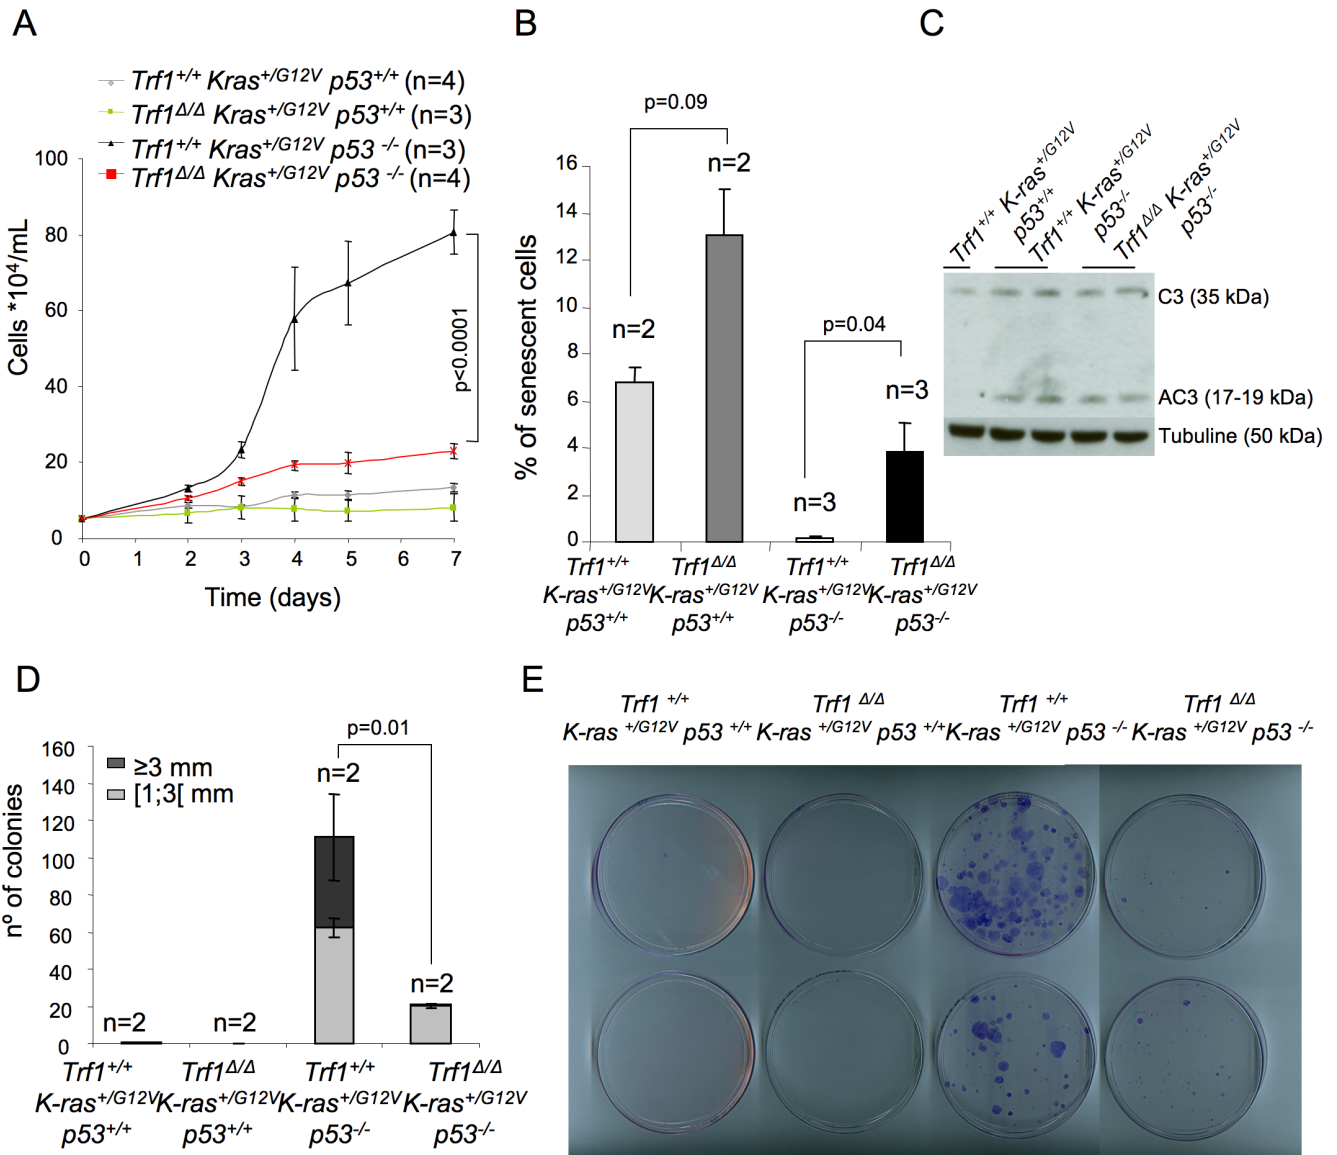 A
Trf1+/+ Kras+/G12V p53+/+ (n=4)
Trf1Δ/Δ Kras+/G12V p53+/+ (n=3)
Trf1+/+ Kras+/G12V p53 -/- (n=3)
Trf1Δ/Δ Kras+/G12V p53 -/- (n=4)
100
80
60
40
20
0
Cells *10⁴/mL
p<0.0001
0 1 2 3 4 5 6 7
Time (days)
B
p=0.09
n=2
16
14
12
10
8
6
4
2
0
% of senescent cells
n=2
p=0.04
n=3
n=3
Trf1+/+ Trf1Δ/Δ Trf1+/+ Trf1Δ/Δ
K-ras+/G12V K-ras+/G12V K-ras+/G12V K-ras+/G12V
p53+/+ p53+/+ p53-/- p53-/-
C
Trf1+/+ K-ras+/G12V
p53+/+
Trf1+/+ K-ras+/G12V
p53-/-
Trf1Δ/Δ K-ras+/G12V
p53-/-
C3 (35 kDa)
AC3 (17-19 kDa)
Tubuline (50 kDa)
D
≥3 mm
[1;3[ mm
p=0.01
160
140
120
100
80
60
40
20
0
nº of colonies
n=2 n=2 n=2 n=2
Trf1+/+ Trf1Δ/Δ Trf1+/+ Trf1Δ/Δ
K-ras+/G12V K-ras+/G12V K-ras+/G12V K-ras+/G12V
p53+/+ p53+/+ p53-/- p53-/-
E
Trf1 +/+ Trf1 Δ/Δ Trf1 +/+ Trf1 Δ/Δ
K-ras +/G12V p53 +/+ K-ras +/G12V p53 +/+ K-ras +/G12V p53 -/- K-ras +/G12V p53 -/-